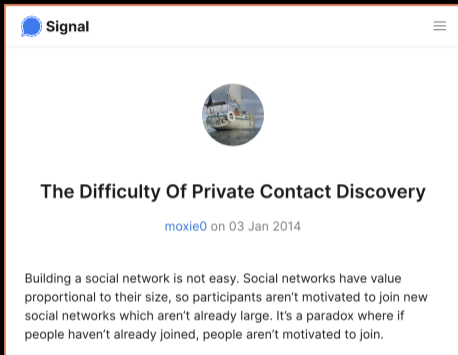 Signal
The Difficulty Of Private Contact Discovery
moxie0 on 03 Jan 2014
Building a social network is not easy. Social networks have value
proportional to their size, so participants aren’t motivated to join new
social networks which aren’t already large. It’s a paradox where if
people haven’t already joined, people aren’t motivated to join.